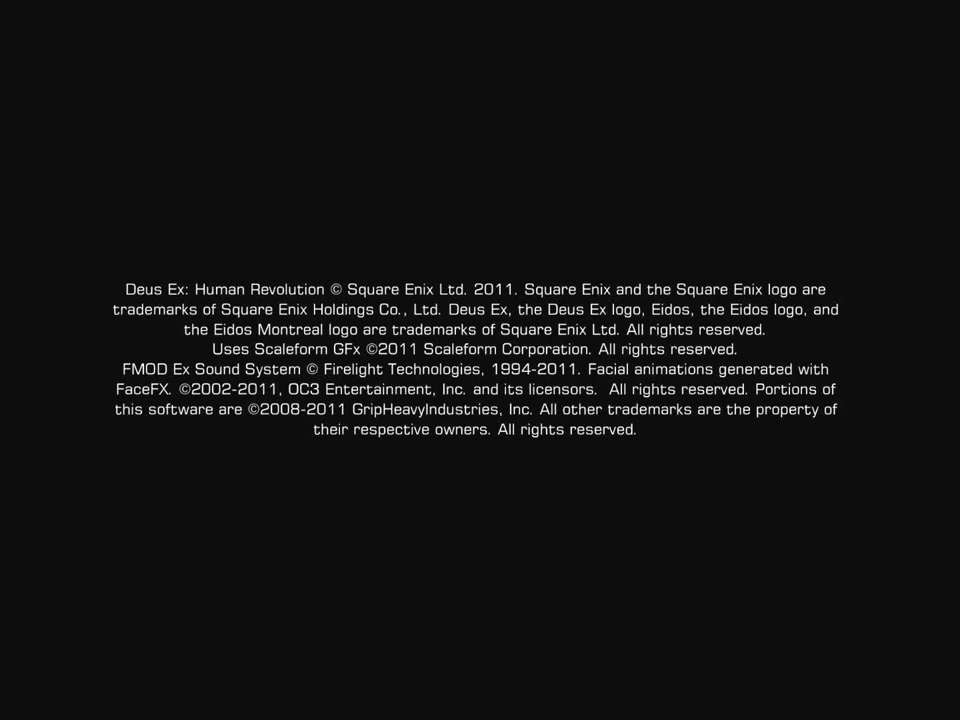 Deus Ex: Human Revolution © Square Enix Ltd. 2011. Square Enix and the Square Enix logo are
trademarks of Square Enix Holdings Co., Ltd. Deus Ex, the Deus Ex logo, Eidos, the Eidos logo, and
the Eidos Montreal logo are trademarks of Square Enix Ltd. All rights reserved.
Uses Scaleform GFx ©2011 Scaleform Corporation. All rights reserved.
FMOD Ex Sound System © Firelight Technologies, 1994-2011. Facial animations generated with
FaceFX. ©2002-2011, OC3 Entertainment, Inc. and its licensors.  All rights reserved. Portions of
this software are ©2008-2011 GripHeavyIndustries, Inc. All other trademarks are the property of
their respective owners. All rights reserved.